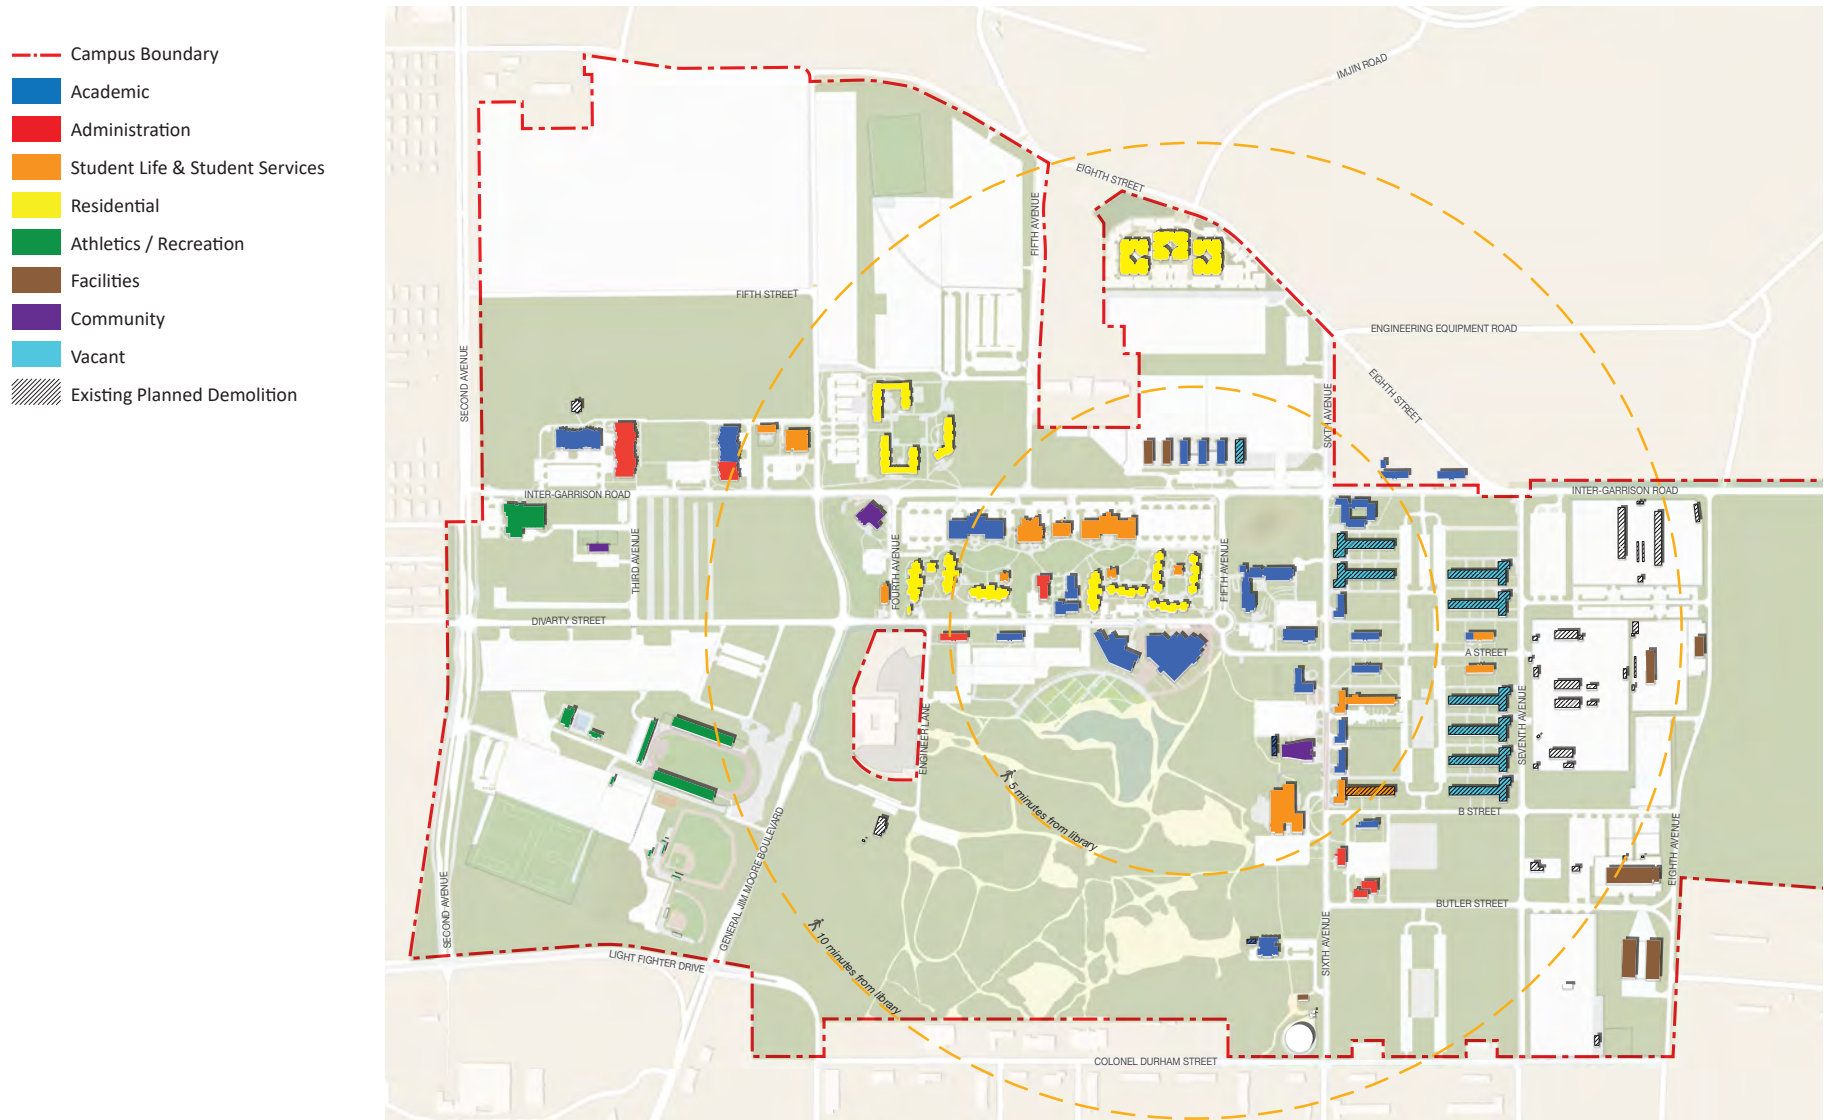 Campus Boundary
Academic
Administration
Student Life & Student Services
Residential
Athletics / Recreation
Facilities
Community
Vacant
Existing Planned Demolition
IMJIN ROAD
EIGHTH STREET
FIFTH AVENUE
FIFTH STREET
ENGINEERING EQUIPMENT ROAD
SECOND AVENUE
SIXTH AVENUE
EIGHTH STREET
INTER-GARRISON ROAD
INTER-GARRISON ROAD
THIRD AVENUE
FOURTH AVENUE
FIFTH AVENUE
DIVARTY STREET
A STREET
SEVENTH AVENUE
ENGINEER LANE
5 minutes from library
B STREET
EIGHTH AVENUE
GENERAL JIM MOORE BOULEVARD
SECOND AVENUE
BUTLER STREET
10 minutes from library
SIXTH AVENUE
LIGHT FIGHTER DRIVE
COLONEL DURHAM STREET